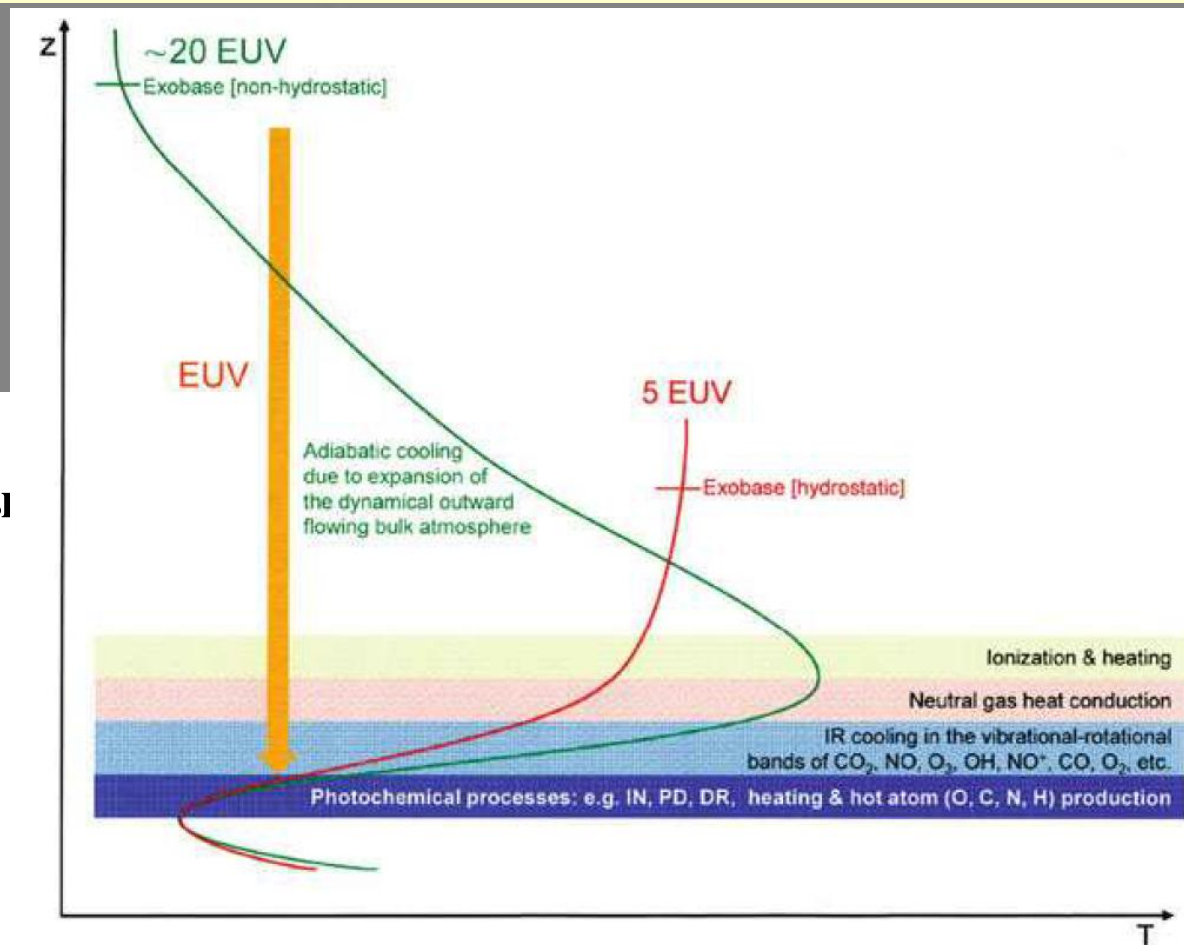 z
~20 EUV
Exobase [non-hydrostatic]
EUV
5 EUV
Adiabatic cooling
due to expansion of
the dynamical outward
flowing bulk atmosphere
Exobase [hydrostatic]
Ionization & heating
Neutral gas heat conduction
IR cooling in the vibrational-rotational
bands of CO₂, NO, O₃, OH, NO⁺, CO, O₂, etc.
Photochemical processes: e.g. IN, PD, DR, heating & hot atom (O, C, N, H) production
T